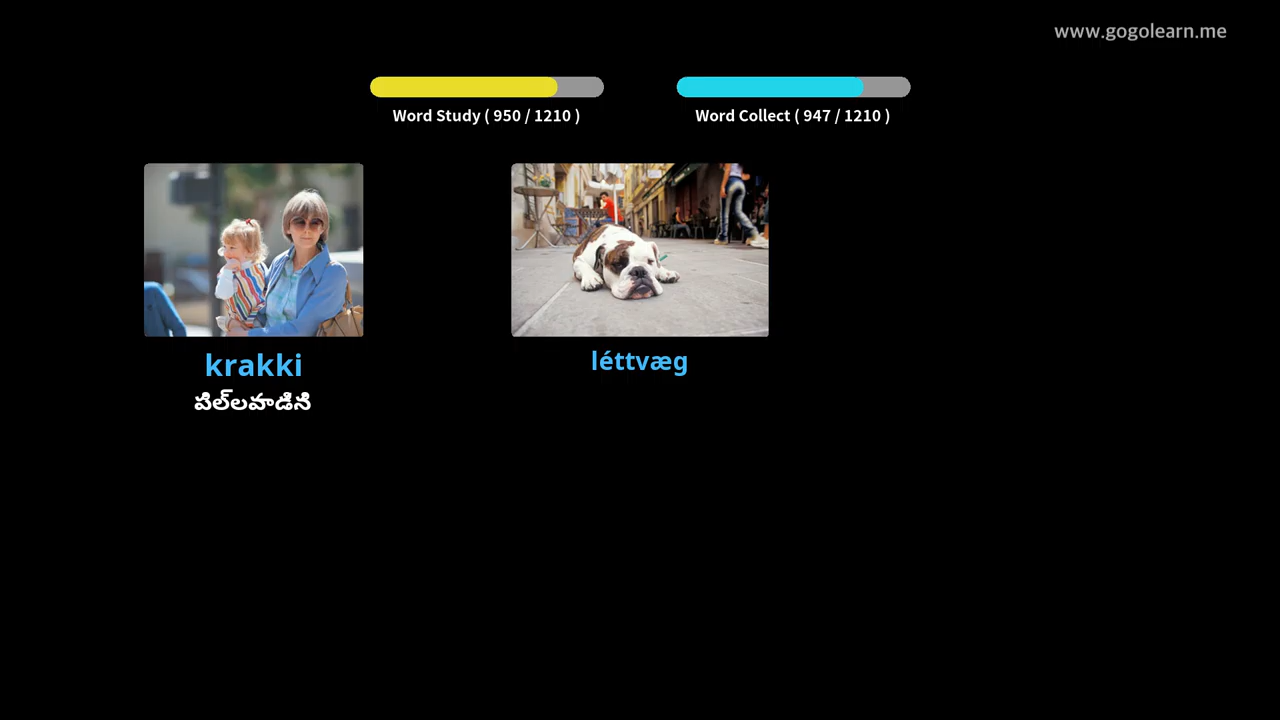 www.gogolearn.me
Word Study ( 950 / 1210 )
Word Collect ( 947 / 1210 )
krakki
పిల్లవాడిని
léttvæg